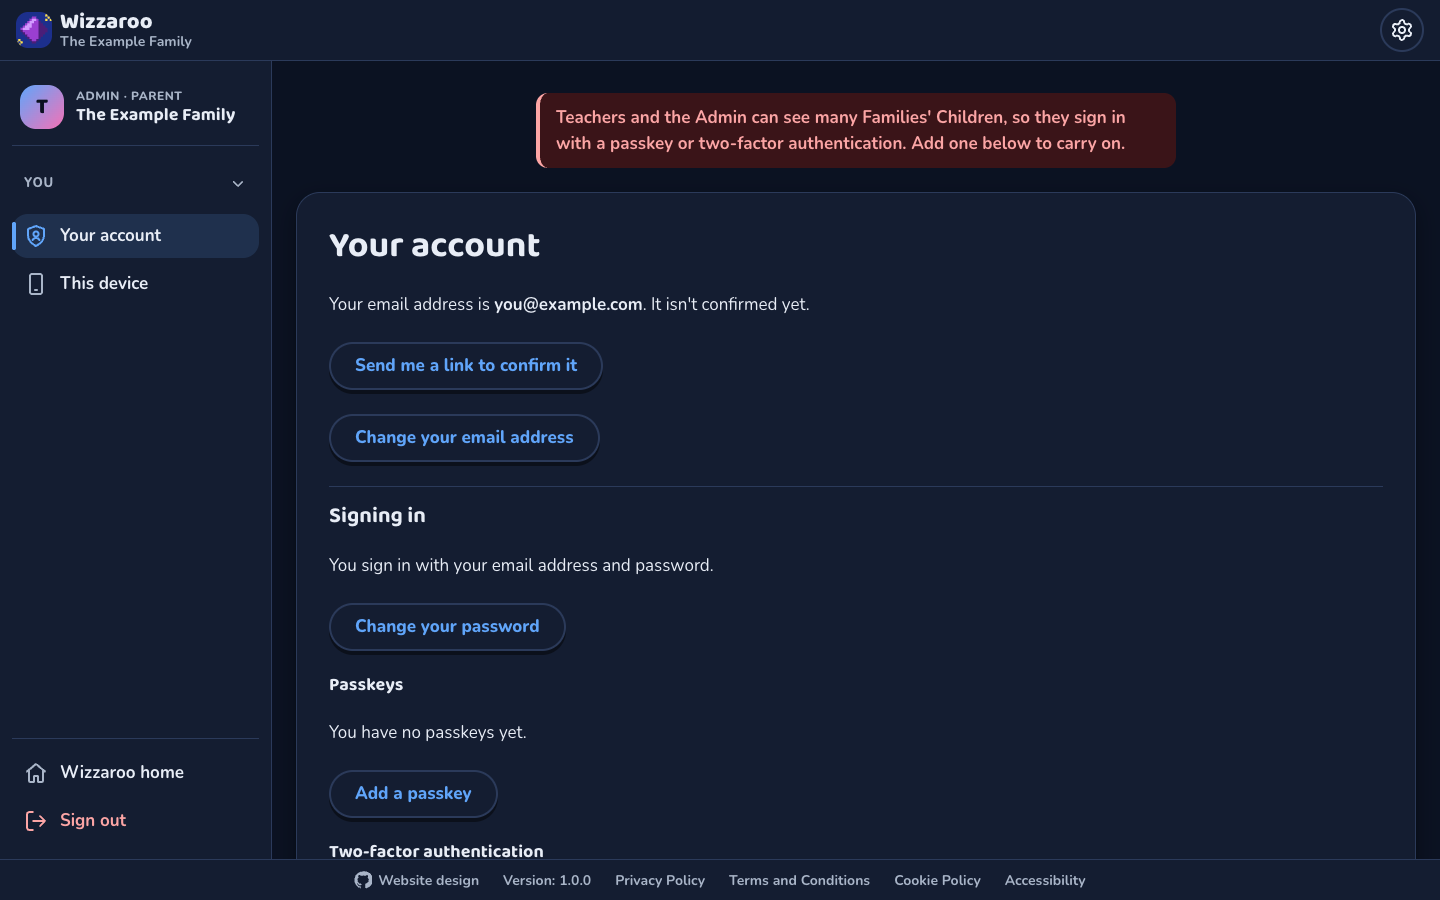 Wizzaroo
The Example Family
T
ADMIN · PARENT
The Example Family
YOU
Your account
This device
Wizzaroo home
Sign out
Teachers and the Admin can see many Families' Children, so they sign in
with a passkey or two-factor authentication. Add one below to carry on.
Your account
Your email address is you@example.com. It isn't confirmed yet.
Send me a link to confirm it
Change your email address
Signing in
You sign in with your email address and password.
Change your password
Passkeys
You have no passkeys yet.
Add a passkey
Two-factor authentication
Website design
Version: 1.0.0
Privacy Policy
Terms and Conditions
Cookie Policy
Accessibility